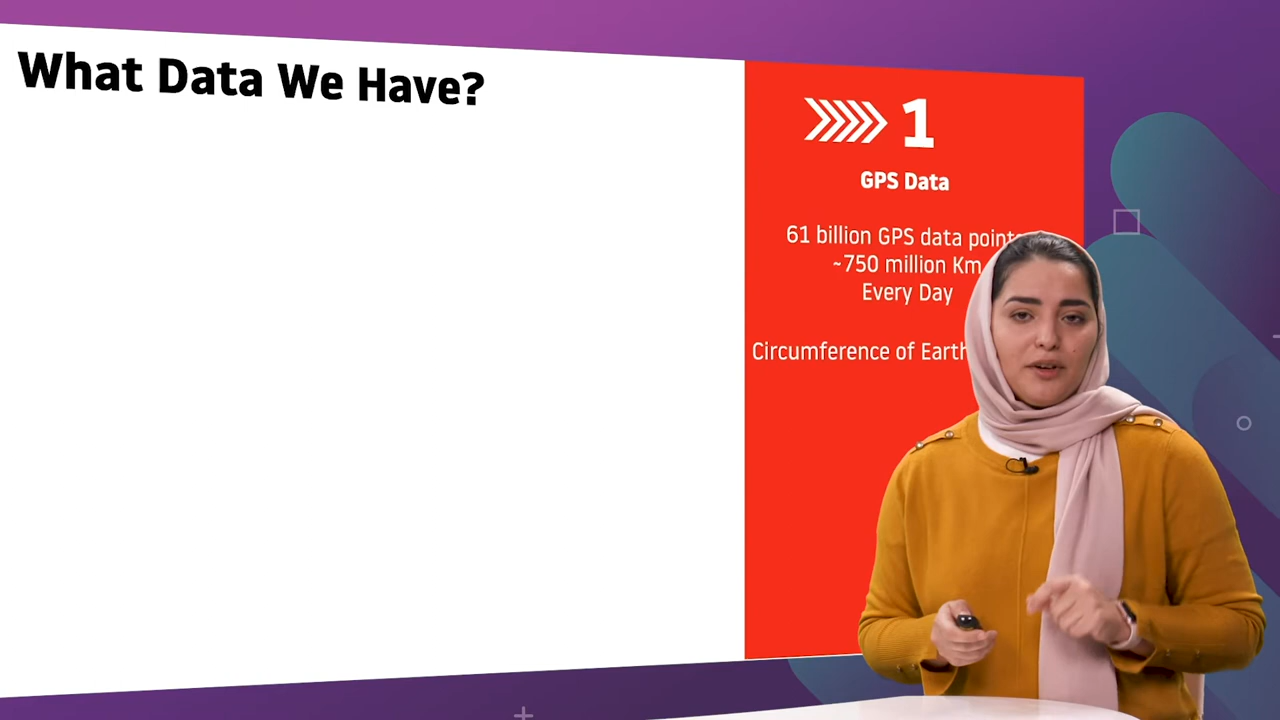 What Data We Have?
1
GPS Data
61 billion GPS data points
~750 million Km
Every Day
Circumference of Earth